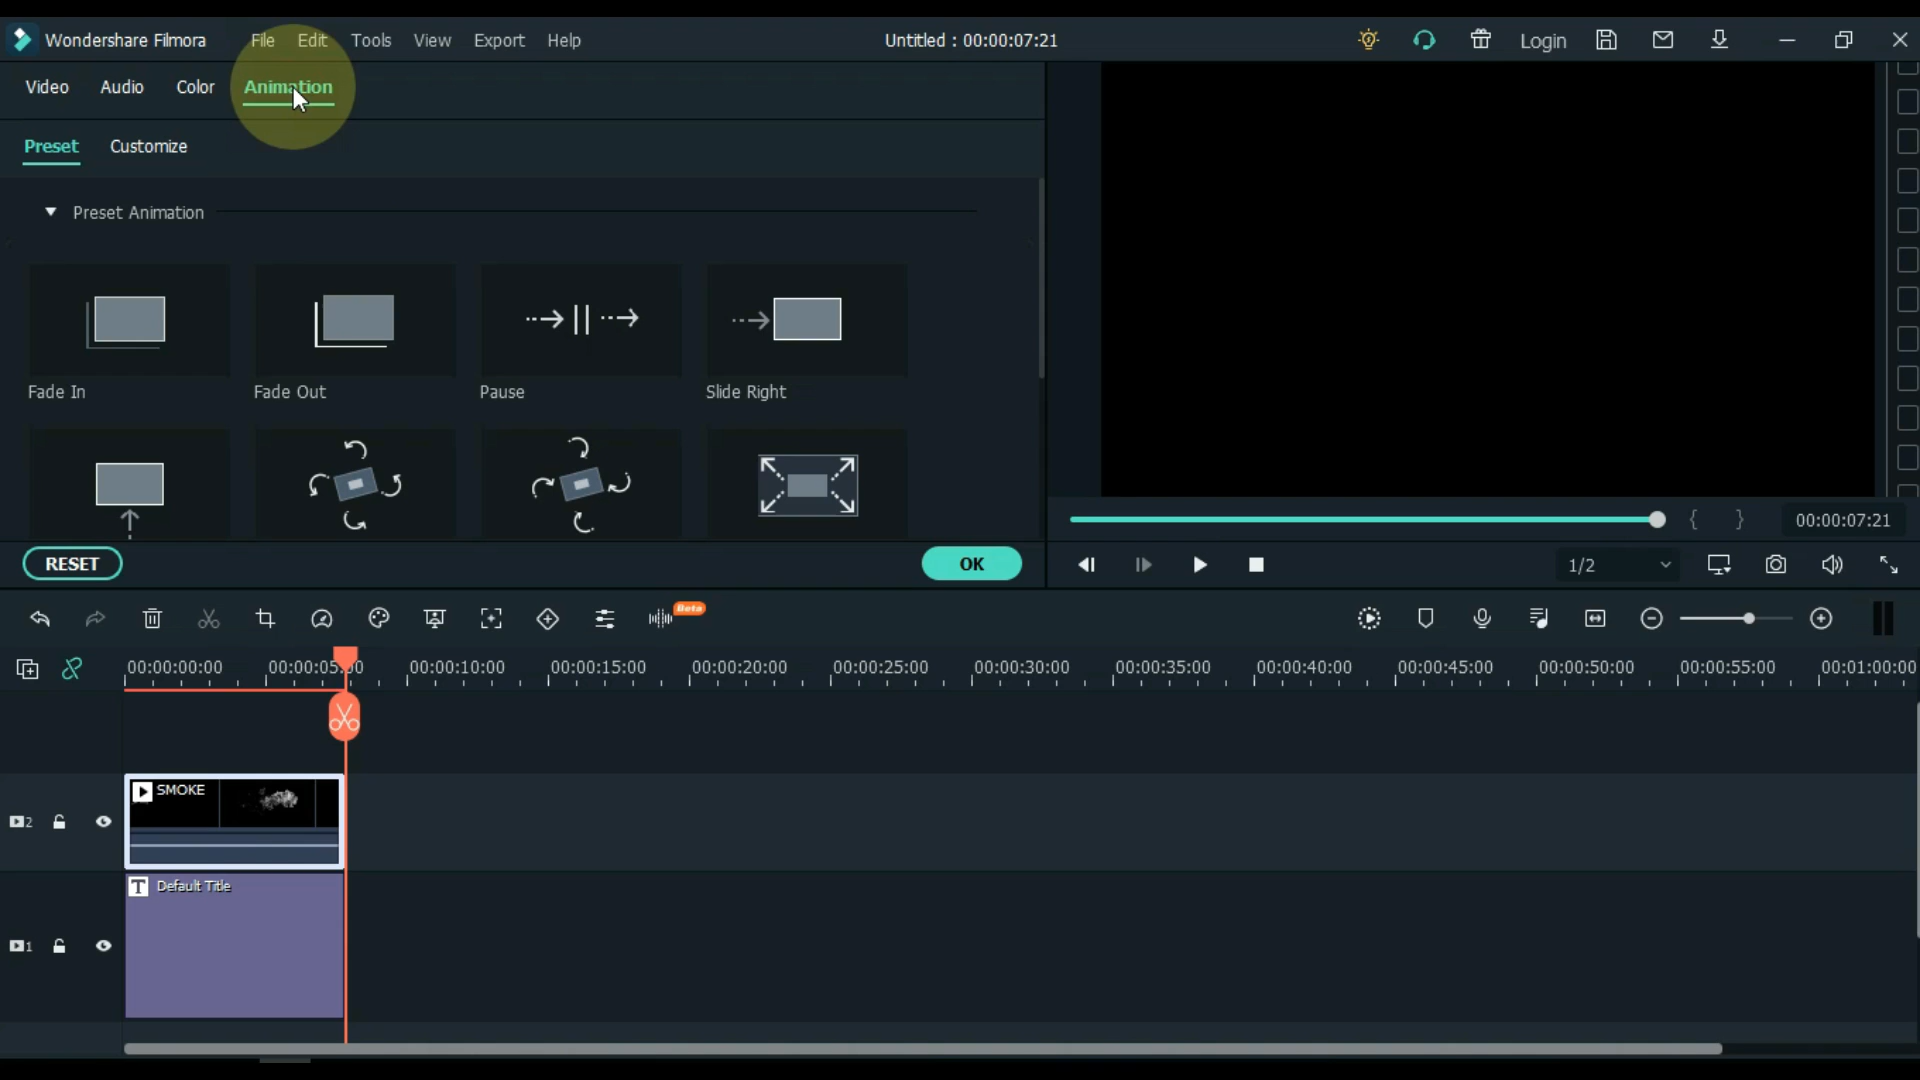 Wondershare Filmora File Edit Tools View Export Help Untitled : 00:00:07:21 Login
Video Audio Color Animation
Preset Customize
Preset Animation
Fade In Fade Out Pause Slide Right
RESET OK
{ } 00:00:07:21
1/2
Beta
00:00:00:00 00:00:05:00 00:00:10:00 00:00:15:00 00:00:20:00 00:00:25:00 00:00:30:00 00:00:35:00 00:00:40:00 00:00:45:00 00:00:50:00 00:00:55:00 00:01:00:00
2 SMOKE
T Default Title
1